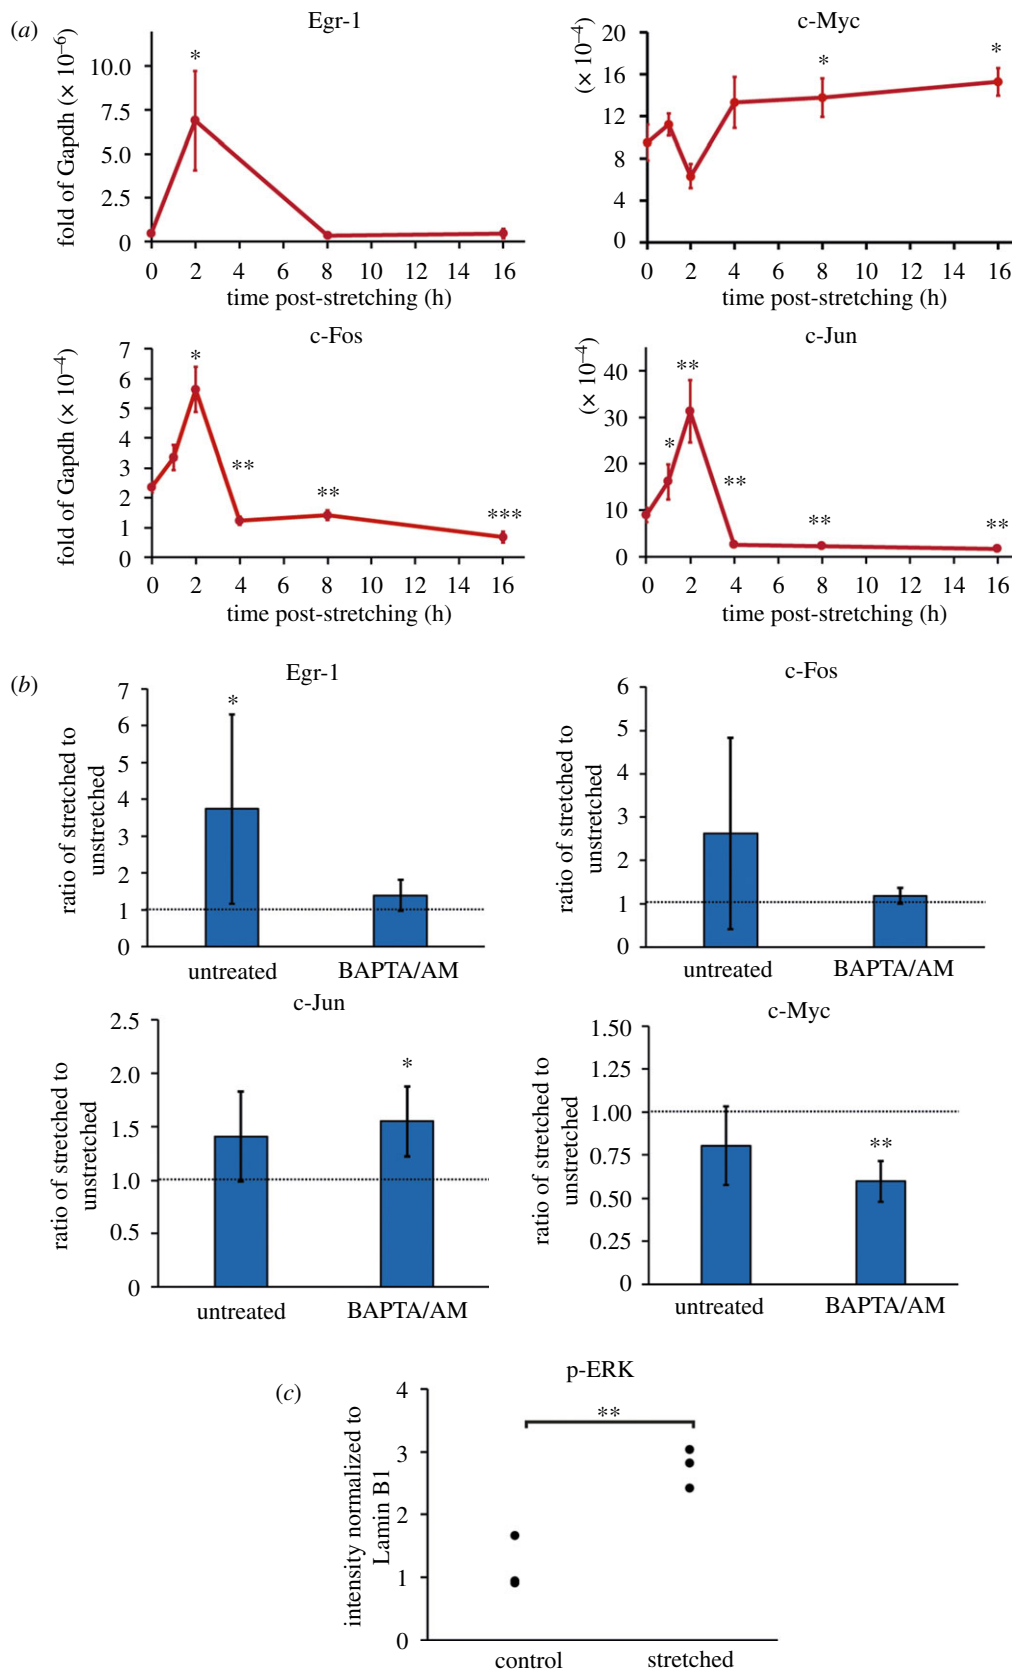 (a)
Egr-1
fold of Gapdh (× 10–6)
10.0
7.5
5.0
2.5
0
*
0 2 4 6 8 10 12 14 16
time post-stretching (h)
c-Myc
(× 10–4)
20
16
12
8
4
0
* *
0 2 4 6 8 10 12 14 16
time post-stretching (h)
c-Fos
fold of Gapdh (× 10–4)
7
6
5
4
3
2
1
0
* ** ** ***
0 2 4 6 8 10 12 14 16
time post-stretching (h)
c-Jun
(× 10–4)
40
30
20
10
0
* ** ** ** **
0 2 4 6 8 10 12 14 16
time post-stretching (h)
(b)
Egr-1
ratio of stretched to
unstretched
7
6
5
4
3
2
1
0
*
untreated BAPTA/AM
c-Fos
ratio of stretched to
unstretched
6
5
4
3
2
1
0
untreated BAPTA/AM
c-Jun
ratio of stretched to
unstretched
2.5
2.0
1.5
1.0
0.5
0
*
untreated BAPTA/AM
c-Myc
ratio of stretched to
unstretched
1.50
1.25
1.00
0.75
0.50
0.25
0
**
untreated BAPTA/AM
(c)
p-ERK
intensity normalized to
Lamin B1
4
3
2
1
0
**
control stretched